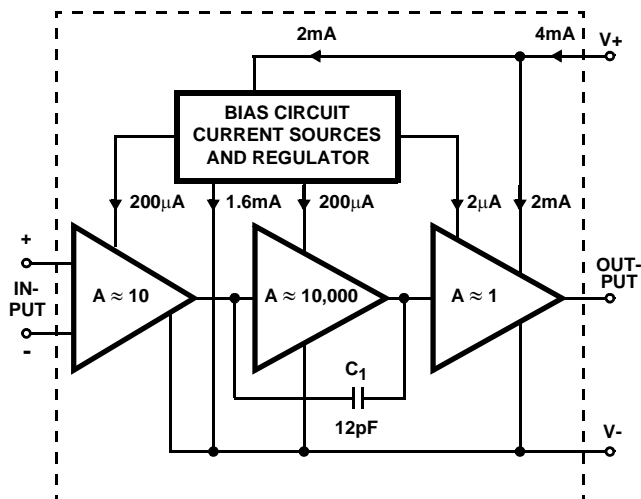 2mA
4mA
V+
BIAS CIRCUIT
CURRENT SOURCES
AND REGULATOR
200μA
1.6mA
200μA
2μA
2mA
+
IN-
PUT
-
A ≈ 10
A ≈ 10,000
A ≈ 1
OUT-
PUT
C1
12pF
V-